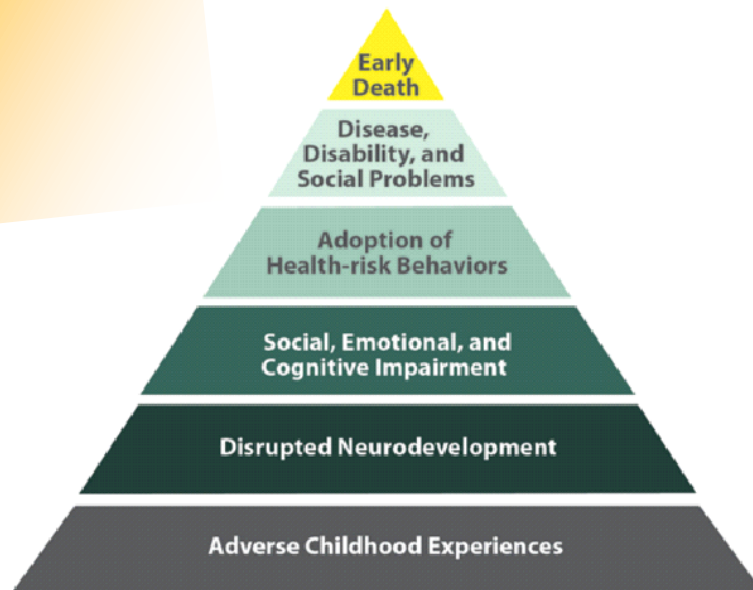 Early
Death
Disease,
Disability, and
Social Problems
Adoption of
Health-risk Behaviors
Social, Emotional, and
Cognitive Impairment
Disrupted Neurodevelopment
Adverse Childhood Experiences